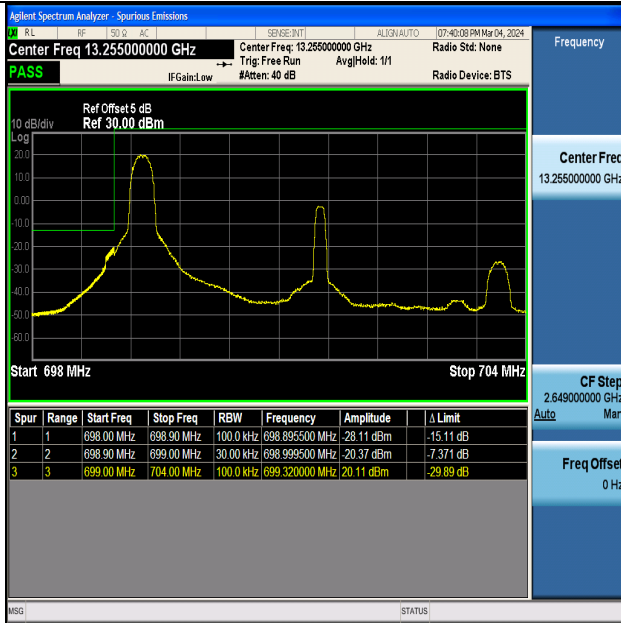 Agilent Spectrum Analyzer - Spurious Emissions
RL RF 50 Ω AC SENSE:INT ALIGN AUTO 07:40:08 PM Mar 04, 2024
Center Freq 13.255000000 GHz
Center Freq: 13.255000000 GHz
Radio Std: None
Trig: Free Run Avg|Hold: 1/1
PASS
IFGain:Low
#Atten: 40 dB
Radio Device: BTS
Ref Offset 5 dB
10 dB/div Ref 30.00 dBm
Log
20.0
10.0
0.00
-10.0
-20.0
-30.0
-40.0
-50.0
-60.0
Start 698 MHz Stop 704 MHz
Spur Range Start Freq Stop Freq RBW Frequency Amplitude Δ Limit
1 1 698.00 MHz 698.90 MHz 100.0 kHz 698.895500 MHz -28.11 dBm -15.11 dB
2 2 698.90 MHz 699.00 MHz 30.00 kHz 698.999500 MHz -20.37 dBm -7.371 dB
3 3 699.00 MHz 704.00 MHz 100.0 kHz 699.320000 MHz 20.11 dBm -29.89 dB
MSG STATUS
Frequency
Center Freq
13.255000000 GHz
CF Step
2.649000000 GHz
Auto Man
Freq Offset
0 Hz